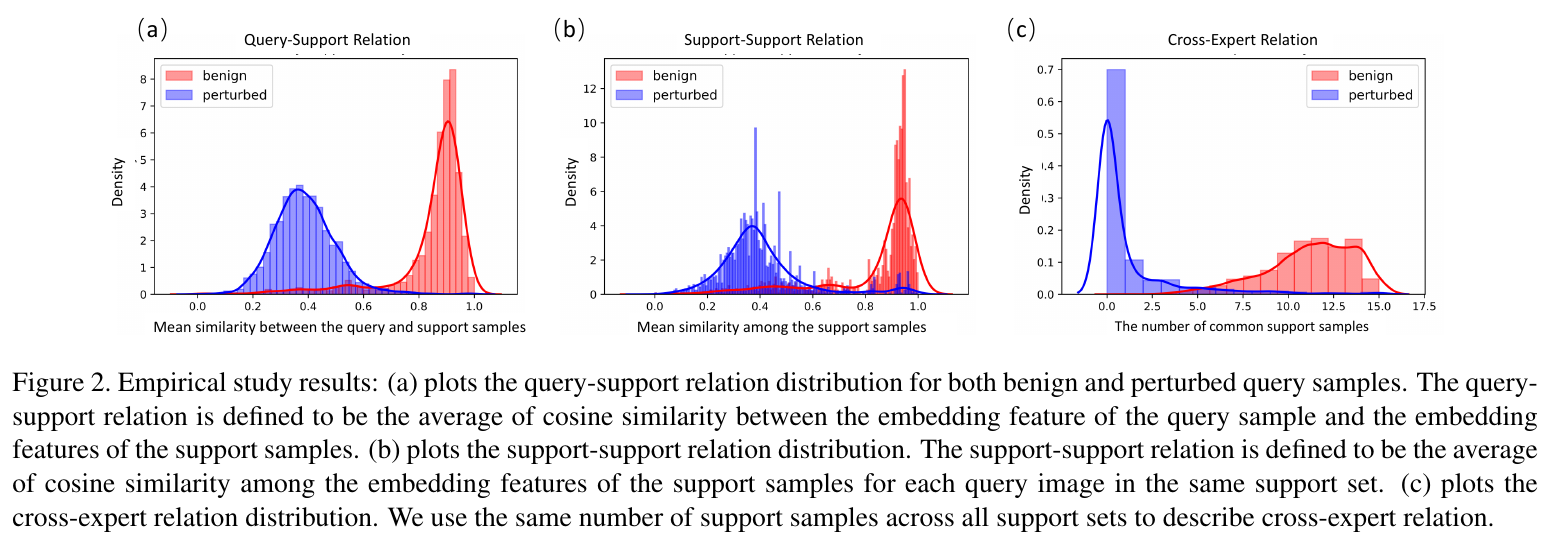 (a)
Query-Support Relation
benign
perturbed
8
7
6
5
4
3
2
1
0
Density
0.0 0.2 0.4 0.6 0.8 1.0
Mean similarity between the query and support samples
(b)
Support-Support Relation
benign
perturbed
12
10
8
6
4
2
0
Density
0.0 0.2 0.4 0.6 0.8 1.0
Mean similarity among the support samples
(c)
Cross-Expert Relation
benign
perturbed
0.7
0.6
0.5
0.2
0.1
0.0
Density
0.0 2.5 5.0 7.5 10.0 12.5 15.0 17.5
The number of common support samples
Figure 2. Empirical study results: (a) plots the query-support relation distribution for both benign and perturbed query samples. The query-
support relation is defined to be the average of cosine similarity between the embedding feature of the query sample and the embedding
features of the support samples. (b) plots the support-support relation distribution. The support-support relation is defined to be the average
of cosine similarity among the embedding features of the support samples for each query image in the same support set. (c) plots the
cross-expert relation distribution. We use the same number of support samples across all support sets to describe cross-expert relation.